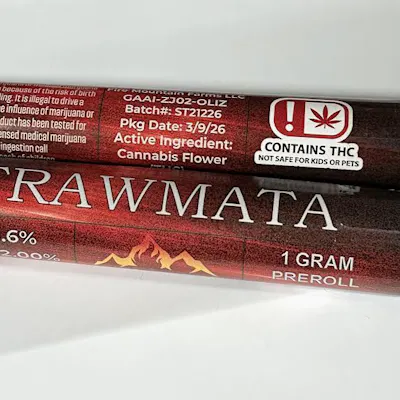 because of the risk of birth
It is illegal to drive a
influence of marijuana or
duct has been tested for
ensed medical marijuana
ingestion call
Fire Mountain Farms LLC
GAAI-ZJ02-OLIZ
Batch#: ST21226
Pkg Date: 3/9/26
Active Ingredient:
Cannabis Flower
!
CONTAINS THC
NOT SAFE FOR KIDS OR PETS
TRAWMATA
.6%
1 GRAM
PREROLL